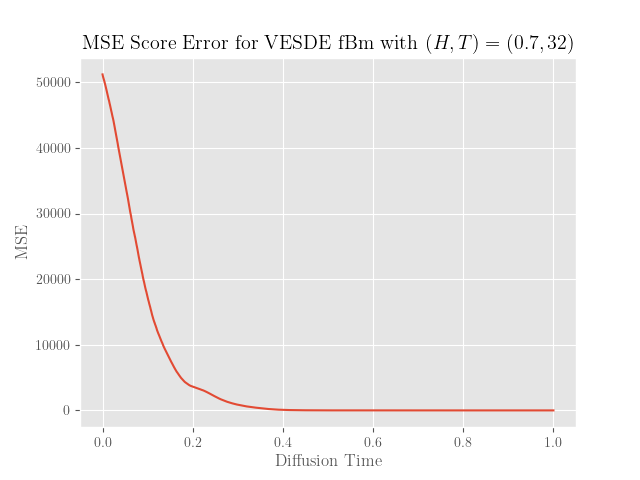 MSE Score Error for VESDE fBm with (H, T) = (0.7, 32)
50000
40000
30000
20000
10000
0
MSE
0.0 0.2 0.4 0.6 0.8 1.0
Diffusion Time